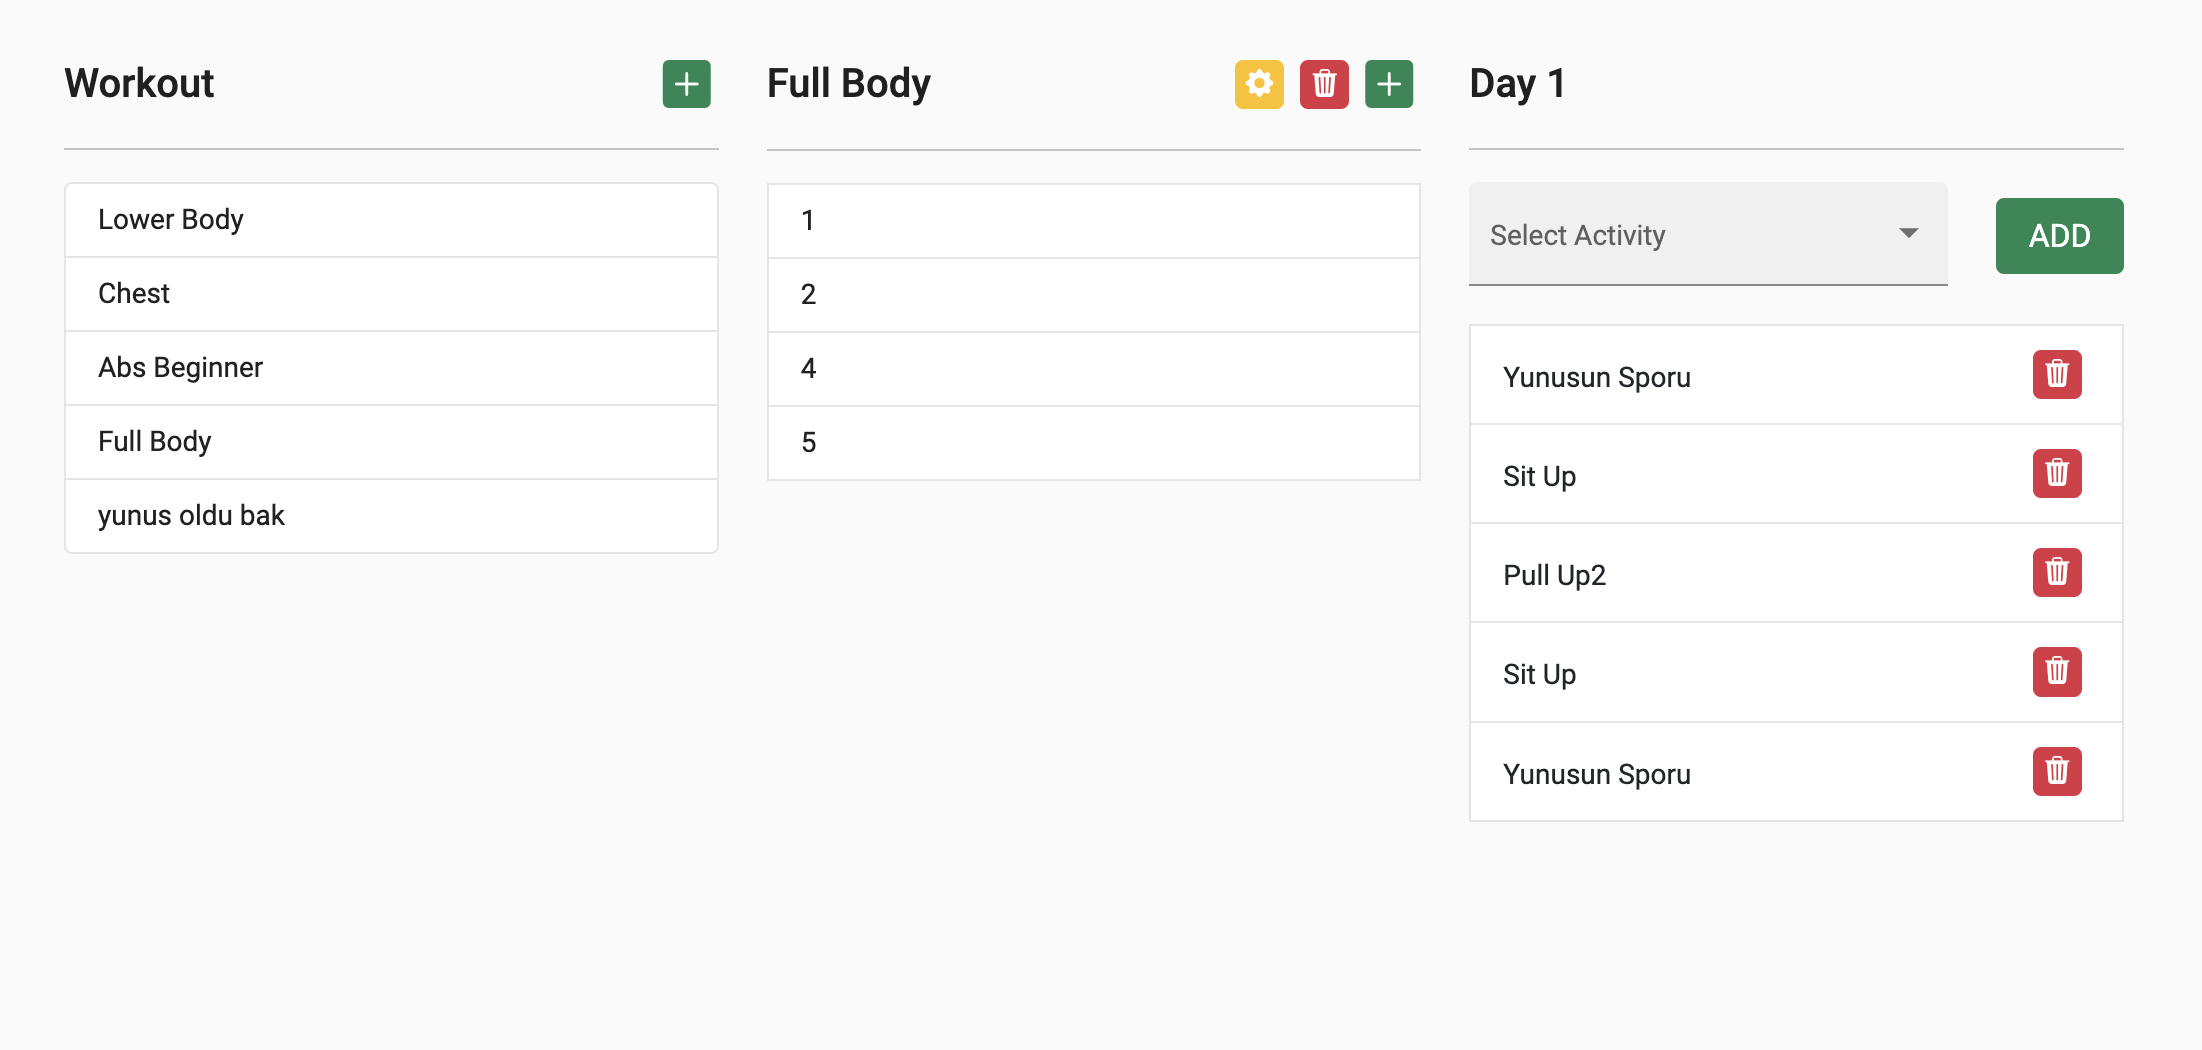 Workout
Lower Body
Chest
Abs Beginner
Full Body
yunus oldu bak
Full Body
1
2
4
5
Day 1
Select Activity
ADD
Yunusun Sporu
Sit Up
Pull Up2
Sit Up
Yunusun Sporu